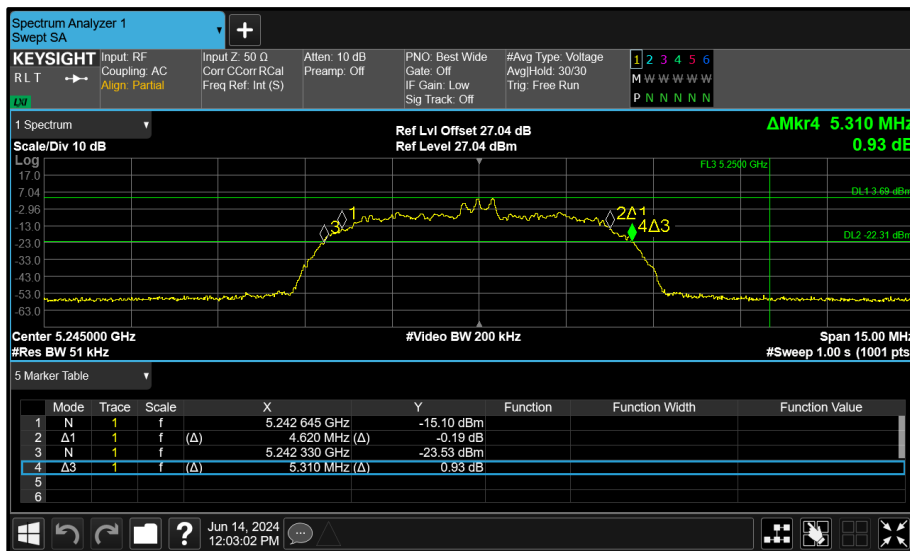 Spectrum Analyzer 1
Swept SA
KEYSIGHT
RLT
LXI
Input: RF
Coupling: AC
Align: Partial
Input Z: 50 Ω
Corr CCorr RCal
Freq Ref: Int (S)
Atten: 10 dB
Preamp: Off
PNO: Best Wide
Gate: Off
IF Gain: Low
Sig Track: Off
#Avg Type: Voltage
Avg|Hold: 30/30
Trig: Free Run
1 2 3 4 5 6
M W W W W W
P N N N N N
1 Spectrum
Scale/Div 10 dB
Ref Lvl Offset 27.04 dB
Ref Level 27.04 dBm
ΔMkr4 5.310 MHz
0.93 dB
Log
17.0
7.04
-2.96
-13.0
-23.0
-33.0
-43.0
-53.0
-63.0
FL3 5.2500 GHz
DL1 3.69 dBm
DL2 -22.31 dBm
1
3
2Δ1
4Δ3
Center 5.245000 GHz
#Res BW 51 kHz
#Video BW 200 kHz
Span 15.00 MHz
#Sweep 1.00 s (1001 pts
5 Marker Table
Mode Trace Scale X Y Function Function Width Function Value
1 N 1 f 5.242 645 GHz -15.10 dBm
2 Δ1 1 f (Δ) 4.620 MHz (Δ) -0.19 dB
3 N 1 f 5.242 330 GHz -23.53 dBm
4 Δ3 1 f (Δ) 5.310 MHz (Δ) 0.93 dB
5
6
?
Jun 14, 2024
12:03:02 PM